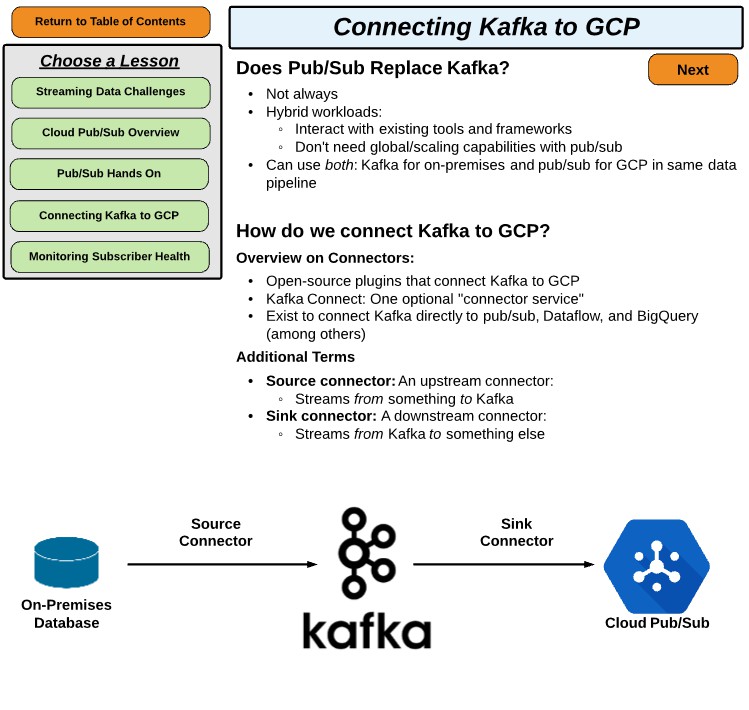 Return to Table of Contents
Connecting Kafka to GCP
Choose a Lesson
Streaming Data Challenges
Cloud Pub/Sub Overview
Pub/Sub Hands On
Connecting Kafka to GCP
Monitoring Subscriber Health
Does Pub/Sub Replace Kafka?
Next
• Not always
• Hybrid workloads:
◦ Interact with existing tools and frameworks
◦ Don't need global/scaling capabilities with pub/sub
• Can use both: Kafka for on-premises and pub/sub for GCP in same data
pipeline
How do we connect Kafka to GCP?
Overview on Connectors:
• Open-source plugins that connect Kafka to GCP
• Kafka Connect: One optional "connector service"
• Exist to connect Kafka directly to pub/sub, Dataflow, and BigQuery
(among others)
Additional Terms
• Source connector: An upstream connector:
◦ Streams from something to Kafka
• Sink connector: A downstream connector:
◦ Streams from Kafka to something else
Source
Connector
Sink
Connector
On-Premises
Database
kafka
Cloud Pub/Sub